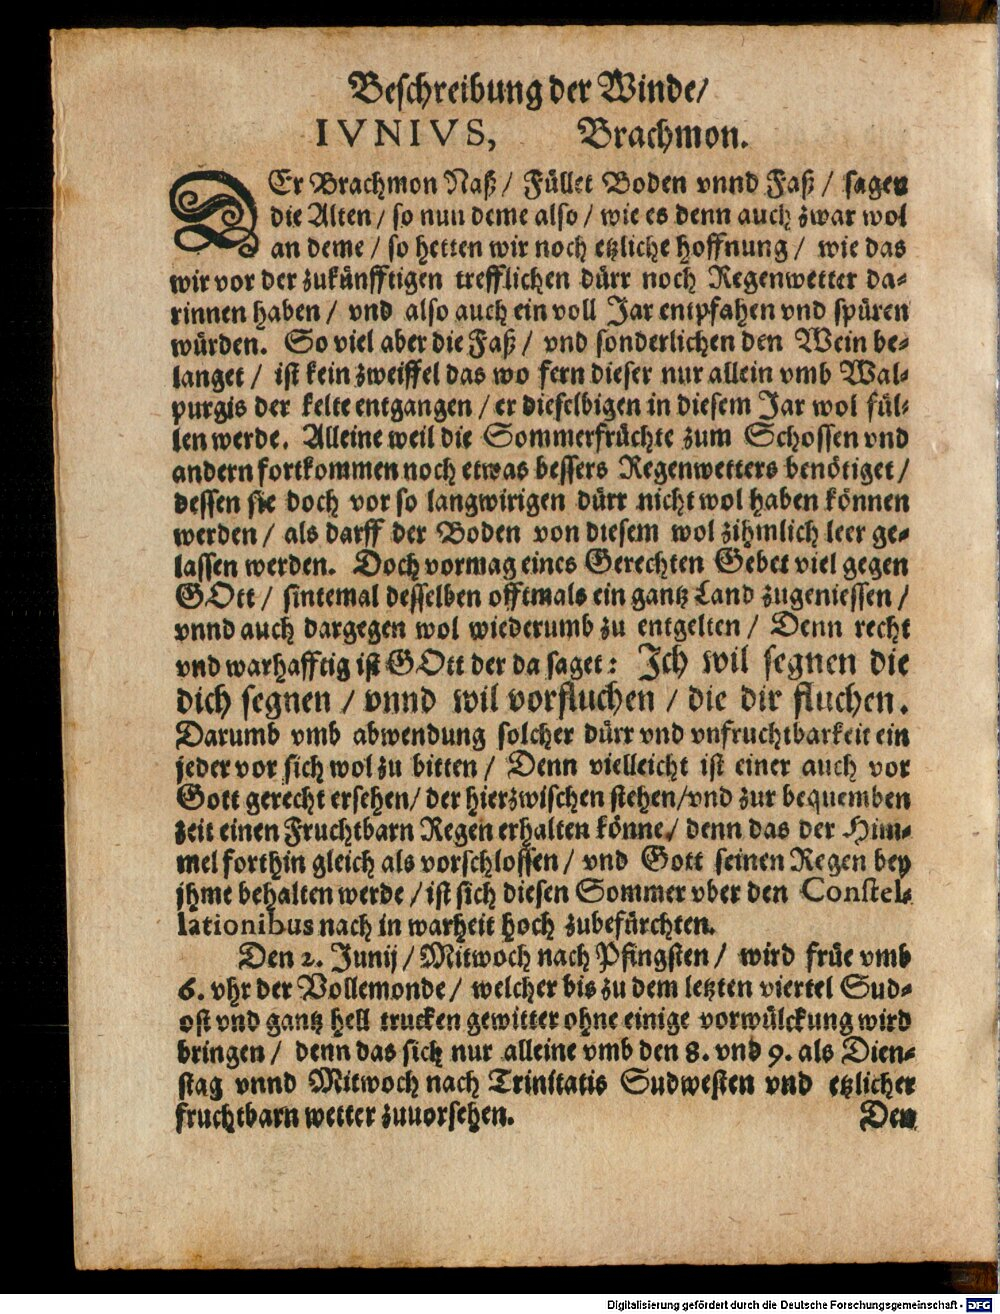 Beschreibung der Winde/
IVNIVS, Brachmon.
DEr Brachmon Naß / Füllet Boden vnnd Faß / sagen
die Alten / so nun deme also / wie es denn auch zwar wol
an deme / so hetten wir noch etzliche hoffnung / wie das
wir vor der zukünfftigen trefflichen dürr noch Regenwetter da-
rinnen haben / vnd also auch ein voll Jar entpfahen vnd spüren
würden. So viel aber die Faß / vnd sonderlichen den Wein be-
langet / ist kein zweiffel das wo fern dieser nur allein vmb Wal-
purgis der kelte entgangen / er dieselbigen in diesem Jar wol fül-
len werde. Alleine weil die Sommerfrüchte zum Schossen vnd
andern fortkommen noch etwas bessers Regenwetters benötiget /
dessen sie doch vor so langwirigen dürr nicht wol haben können
werden / als darff der Boden von diesem wol zihmlich leer ge-
lassen werden. Doch vormag eines Gerechten Gebet viel gegen
GOtt / sintemal desselben offtmals ein gantz Land zugeniessen /
vnnd auch dargegen wol wiederumb zu entgelten / Denn recht
vnd warhafftig ist GOtt der da saget: Ich wil segnen die
dich segnen / vnnd wil vorfluchen / die dir fluchen.
Darumb vmb abwendung solcher dürr vnd vnfruchtbarkeit ein
jeder vor sich wol zu bitten / Denn vielleicht ist einer auch vor
Gott gerecht ersehen / der hierzwischen stehen / vnd zur bequemben
zeit einen Fruchtbarn Regen erhalten könne / denn das der Him-
mel forthin gleich als vorschlossen / vnd Gott seinen Regen bey
jhme behalten werde / ist sich diesen Sommer vber den Constel-
lationibus nach in warheit hoch zubefürchten.
Den 2. Junij / Mitwoch nach Pfingsten / wird früe vmb
6. vhr der Vollemonde / welcher bis zu dem letzten viertel Sud-
ost vnd gantz hell trucken gewitter ohne einige vorwülckung wird
bringen / denn das sich nur alleine vmb den 8. vnd 9. als Dien-
stag vnnd Mitwoch nach Trinitatis Sudwesten vnd etzlicher
fruchtbarn wetter zuuorsehen. Den
Digitalisierung gefördert durch die Deutsche Forschungsgemeinschaft - DFG